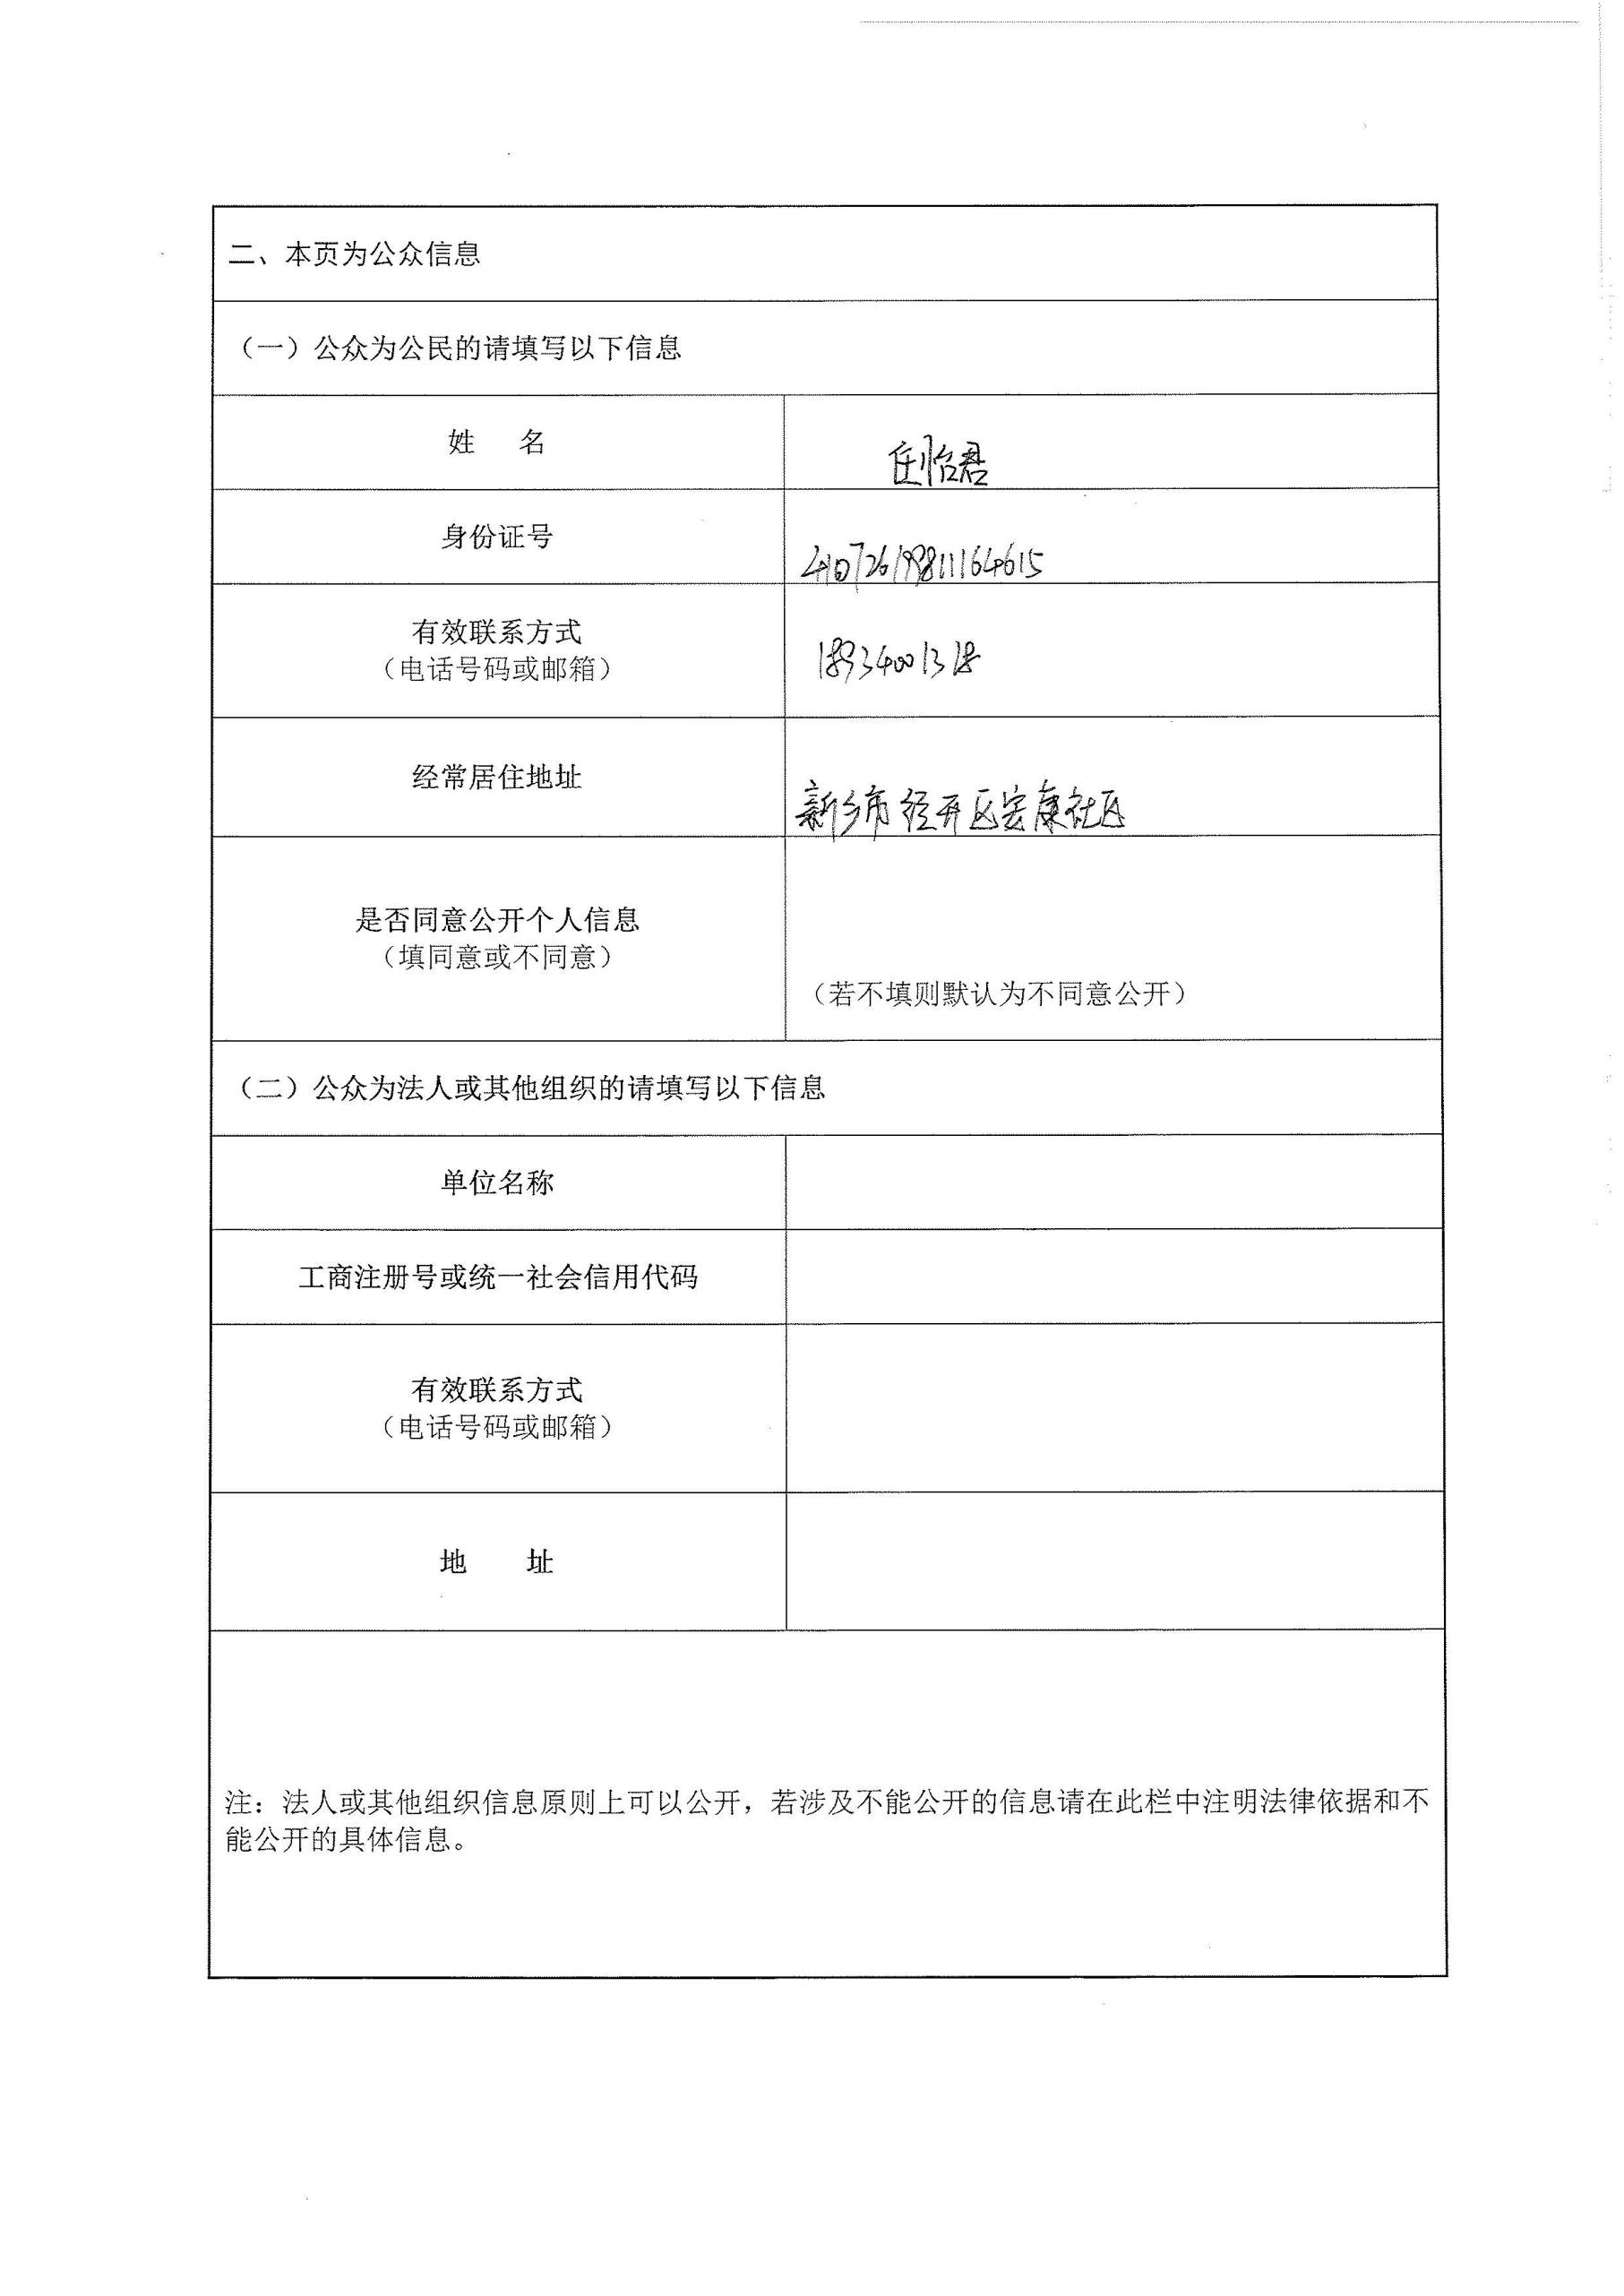 二、本页为公众信息
（一）公众为公民的请填写以下信息
姓 名
任怡君
身份证号
有效联系方式
（电话号码或邮箱）
经常居住地址
新乡市经开区安康社区
是否同意公开个人信息
（填同意或不同意）
（若不填则默认为不同意公开）
（二）公众为法人或其他组织的请填写以下信息
单位名称
工商注册号或统一社会信用代码
有效联系方式
（电话号码或邮箱）
地 址
注：法人或其他组织信息原则上可以公开，若涉及不能公开的信息请在此栏中注明法律依据和不
能公开的具体信息。